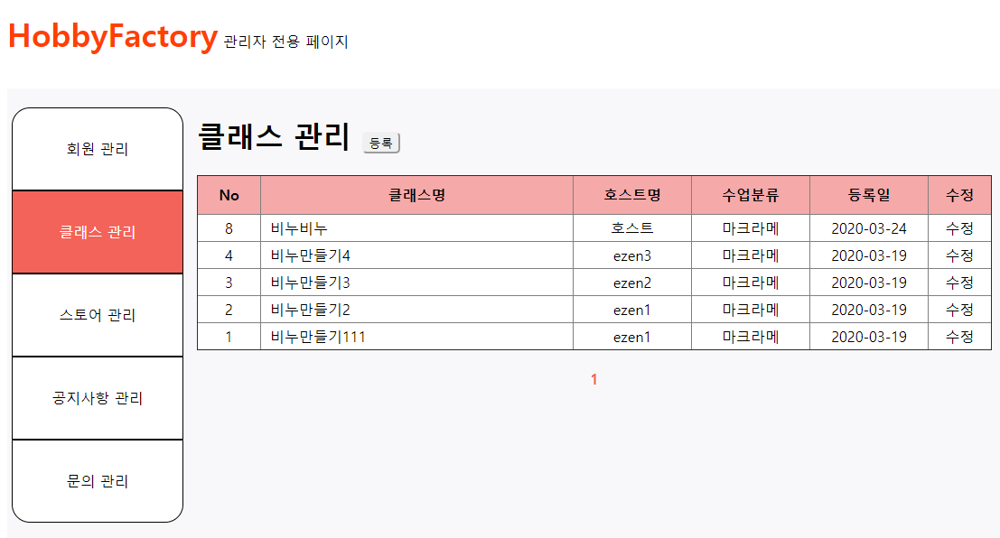 HobbyFactory 관리자 전용 페이지
회원 관리
클래스 관리
스토어 관리
공지사항 관리
문의 관리
클래스 관리 등록
No 클래스명 호스트명 수업분류 등록일 수정
8 비누비누 호스트 마크라메 2020-03-24 수정
4 비누만들기4 ezen3 마크라메 2020-03-19 수정
3 비누만들기3 ezen2 마크라메 2020-03-19 수정
2 비누만들기2 ezen1 마크라메 2020-03-19 수정
1 비누만들기111 ezen1 마크라메 2020-03-19 수정
1